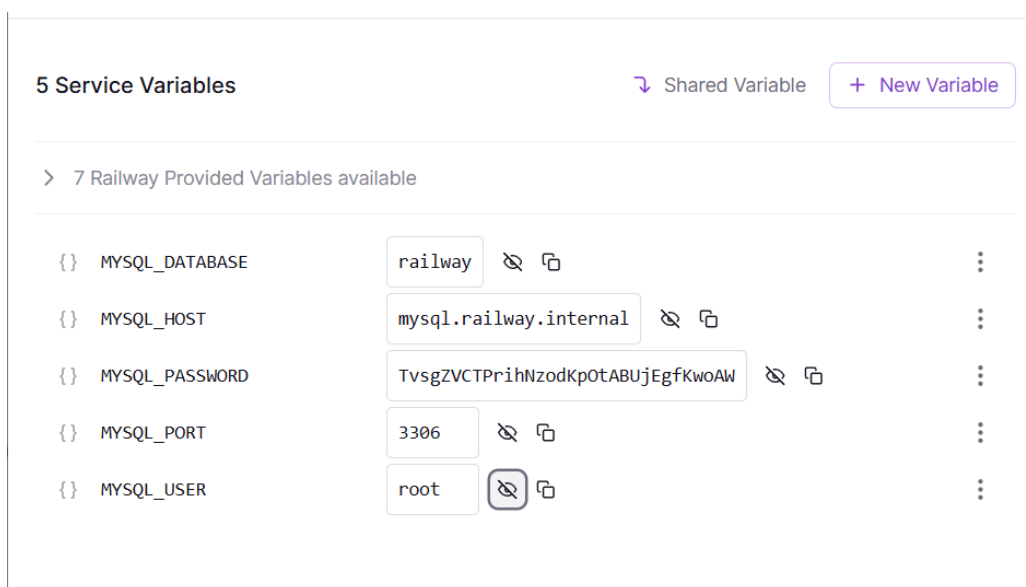 5 Service Variables
Shared Variable
+ New Variable
7 Railway Provided Variables available
{} MYSQL_DATABASE railway
{} MYSQL_HOST mysql.railway.internal
{} MYSQL_PASSWORD TvsgZVCTPrihNzodKpOtABUjEgfKwoAW
{} MYSQL_PORT 3306
{} MYSQL_USER root